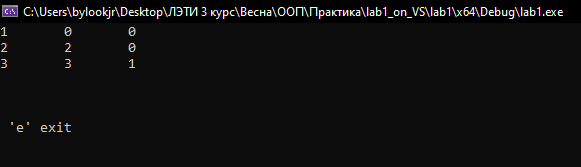 C:\Users\bylookjr\Desktop\ЛЭТИ 3 курс\Весна\ООП\Практика\lab1_on_VS\lab1\x64\Debug\lab1.exe
1 0 0
2 2 0
3 3 1
'e' exit